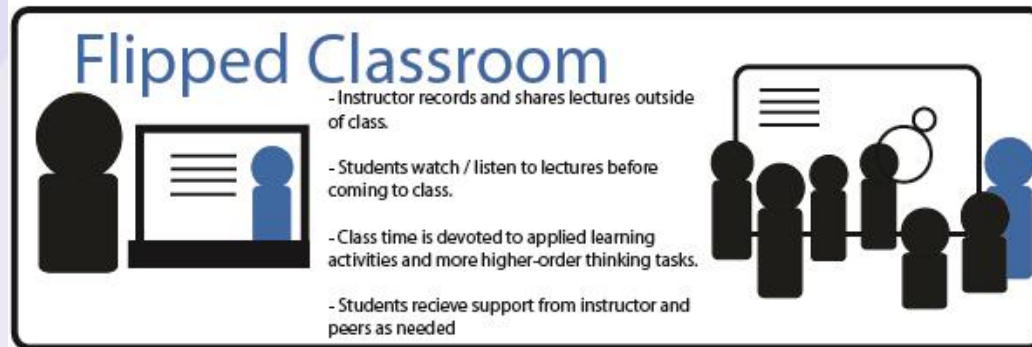 Flipped Classroom
- Instructor records and shares lectures outside
of class.
- Students watch / listen to lectures before
coming to class.
- Class time is devoted to applied learning
activities and more higher-order thinking tasks.
- Students recieve support from instructor and
peers as needed